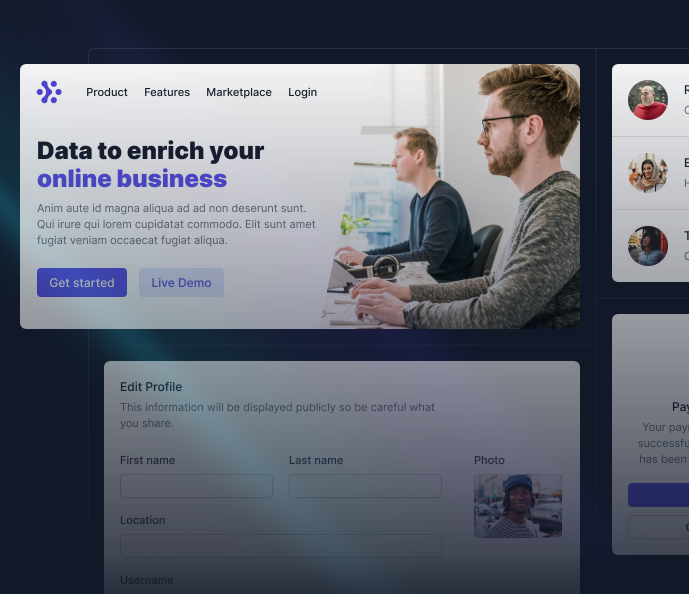 Product Features Marketplace Login
Data to enrich your
online business
Anim aute id magna aliqua ad ad non deserunt sunt.
Qui irure qui lorem cupidatat commodo. Elit sunt amet
fugiat veniam occaecat fugiat aliqua.
Get started Live Demo
Edit Profile
This information will be displayed publicly so be careful what
you share.
First name Last name Photo
Location
Username
Your
has been